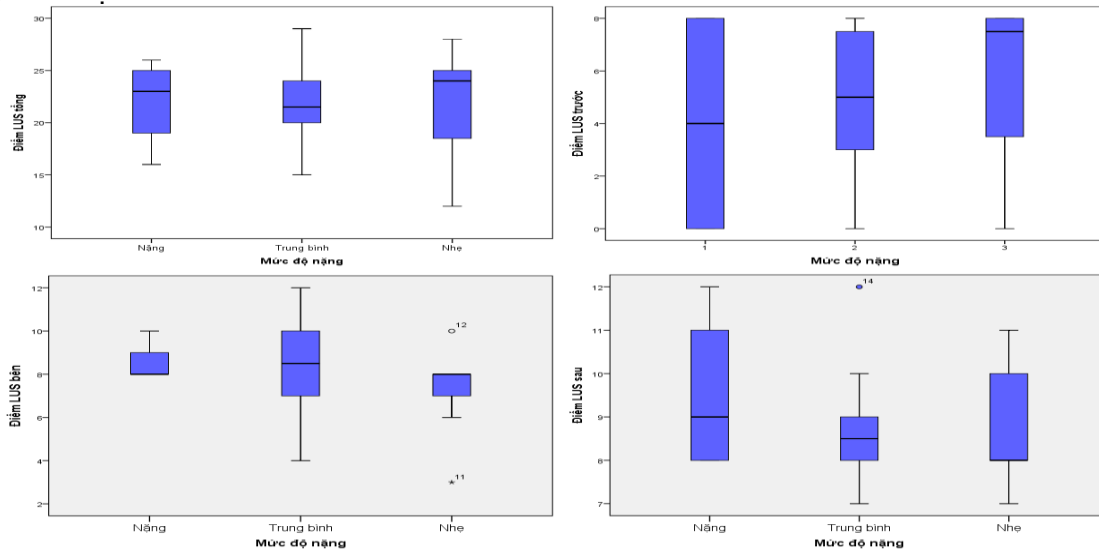 30
25
20
15
10
Điểm LUS tổng
Nặng Trung bình Nhẹ
Mức độ nặng
8
6
4
2
0
Điểm LUS trước
1 2 3
Mức độ nặng
12
10
8
6
4
2
Điểm LUS bên
12
11
Nặng Trung bình Nhẹ
Mức độ nặng
12
11
10
9
8
7
Điểm LUS sau
14
Nặng Trung bình Nhẹ
Mức độ nặng